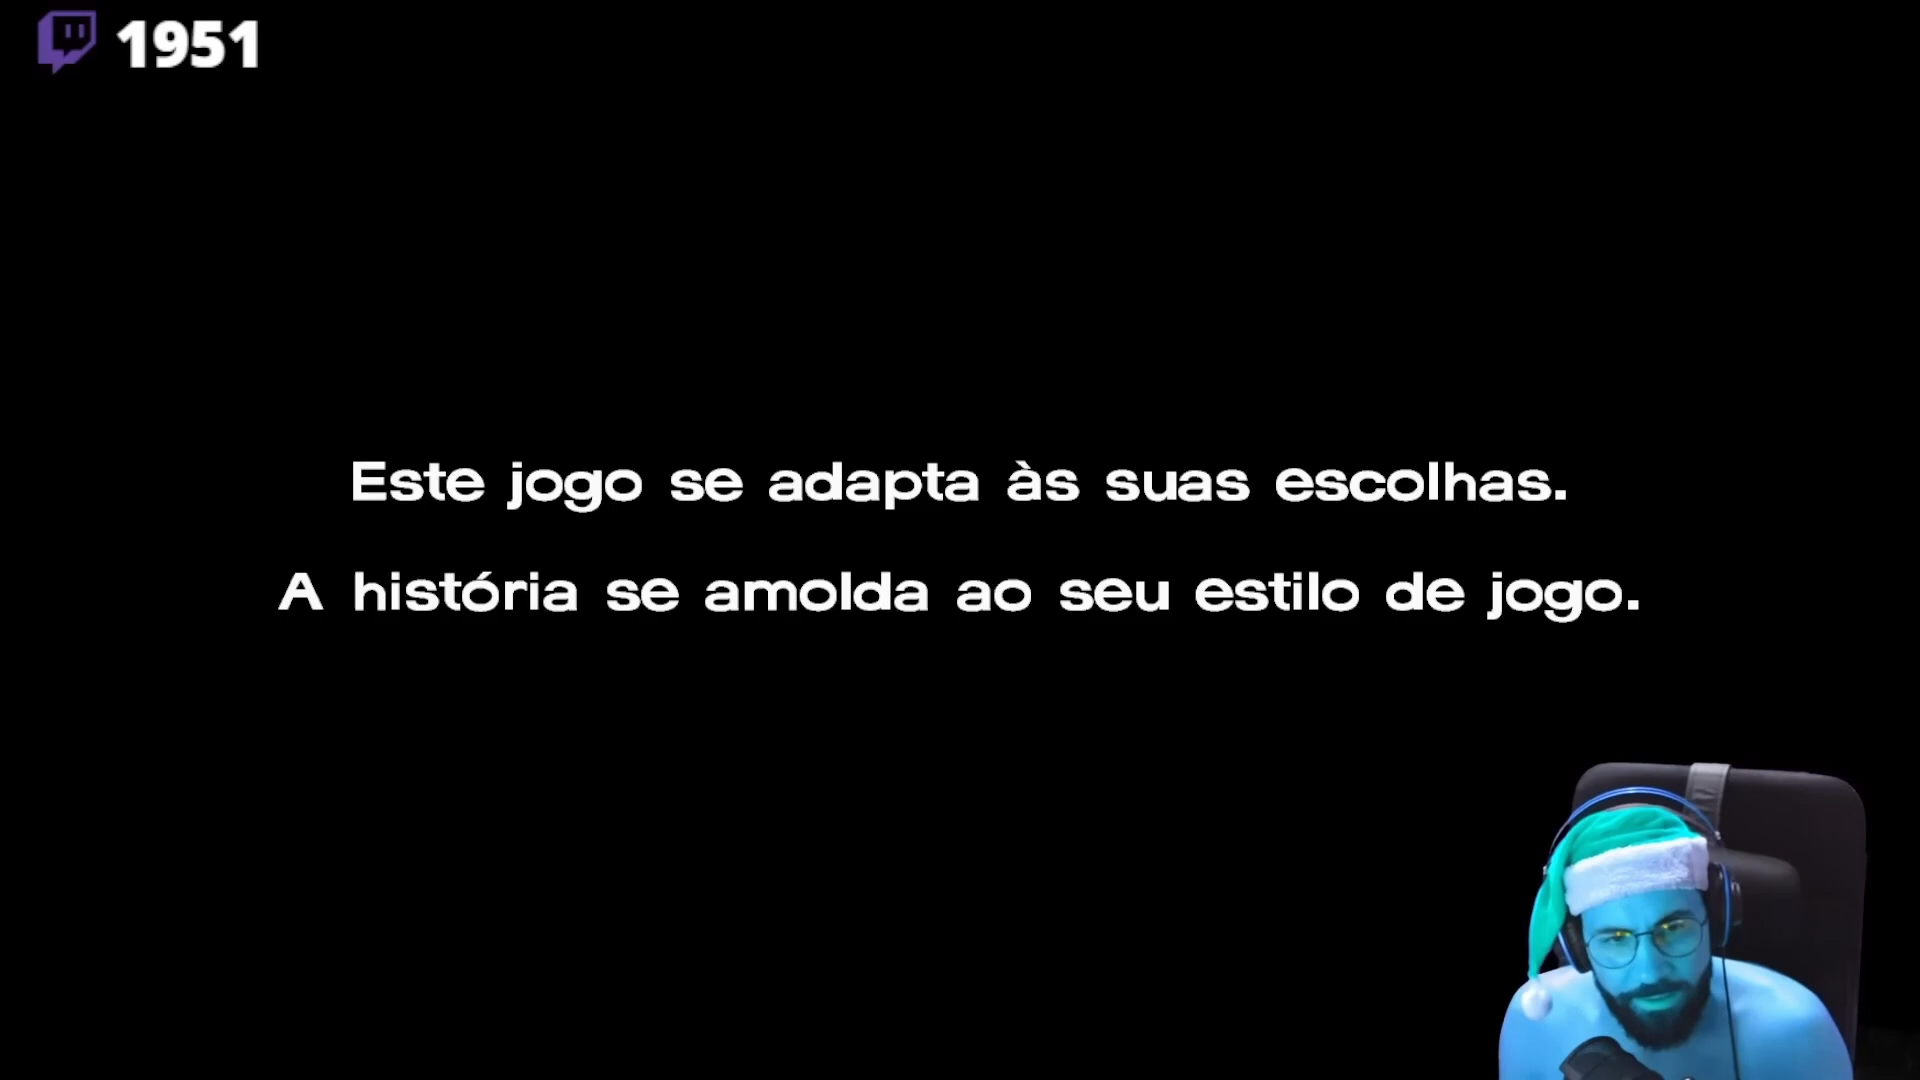 1951
Este jogo se adapta às suas escolhas.
A história se amolda ao seu estilo de jogo.